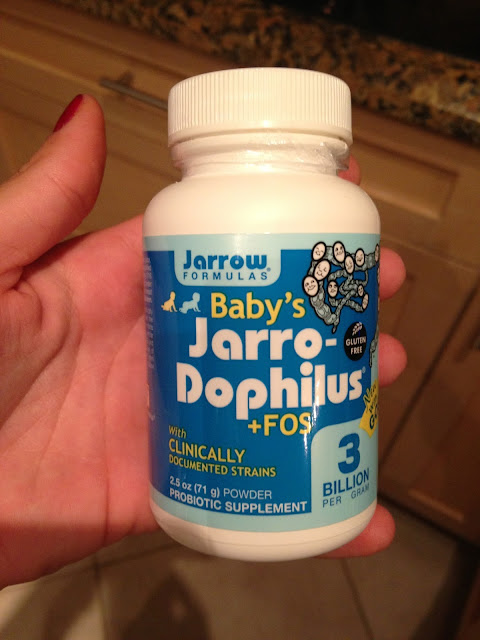 Jarrow
FORMULAS®
Baby's
Jarro-
Dophilus®
+FOS
GLUTEN
FREE
With
CLINICALLY
DOCUMENTED STRAINS
2.5 oz (71 g) POWDER
PROBIOTIC SUPPLEMENT
3
BILLION
PER GRAM